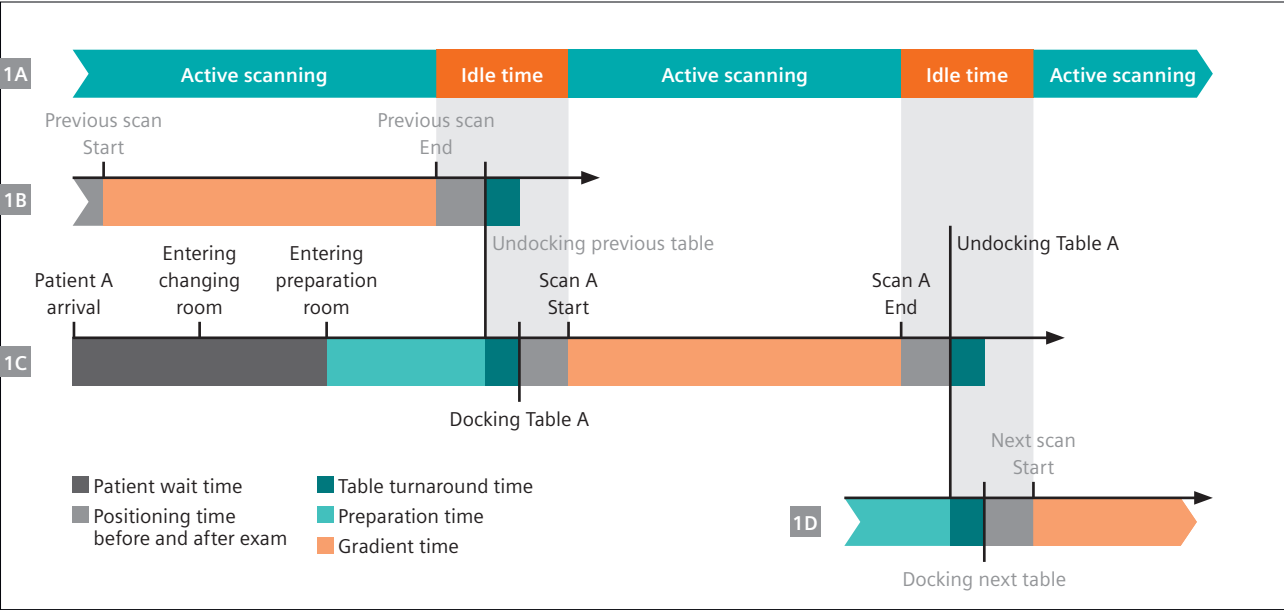 1A
Active scanning
Idle time
Active scanning
Idle time
Active scanning
Previous scan
Start
Previous scan
End
1B
Undocking previous table
Undocking Table A
Patient A
arrival
Entering
changing
room
Entering
preparation
room
Scan A
Start
Scan A
End
1C
Docking Table A
Next scan
Start
1D
Docking next table
Patient wait time
Positioning time
before and after exam
Table turnaround time
Preparation time
Gradient time